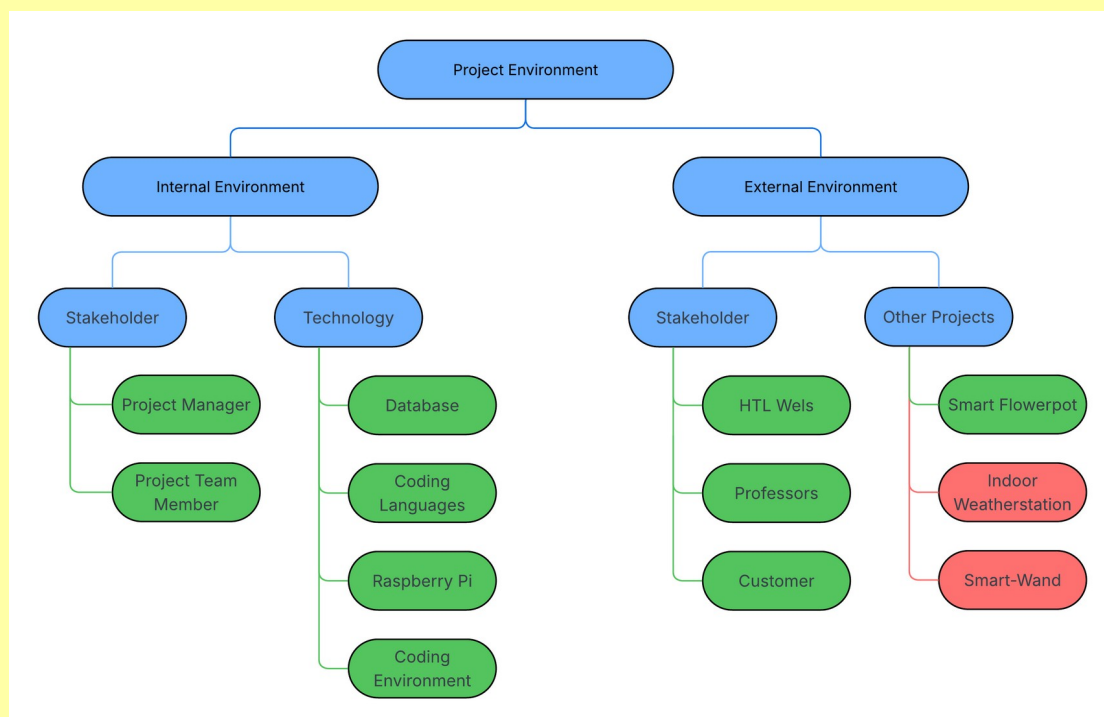 Project Environment
Internal Environment
External Environment
Stakeholder
Technology
Stakeholder
Other Projects
Project Manager
Database
HTL Wels
Smart Flowerpot
Project Team
Member
Coding
Languages
Professors
Indoor
Weatherstation
Raspberry Pi
Customer
Smart-Wand
Coding
Environment